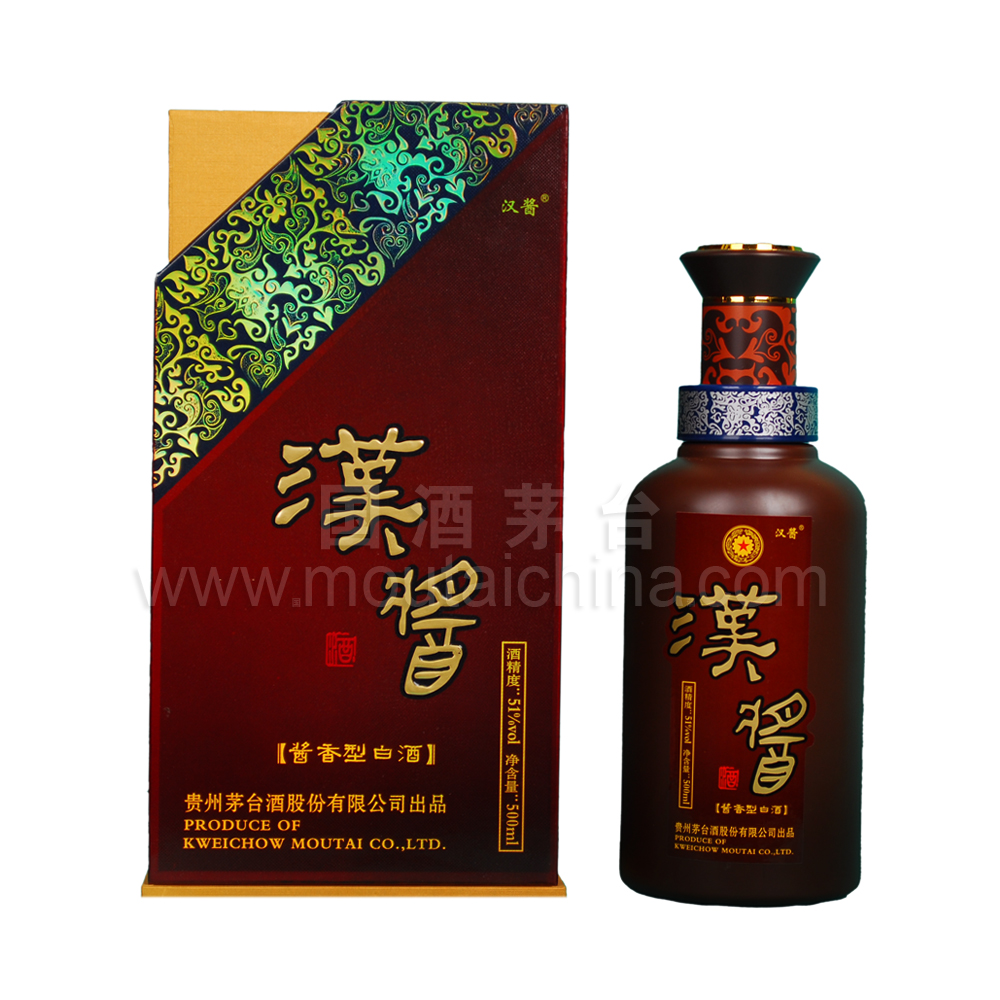 汉酱®
漢
酱
酒
【酱香型白酒】
酒精度:51%vol 净含量:500ml
贵州茅台酒股份有限公司出品
PRODUCE OF
KWEICHOW MOUTAI CO.,LTD.
汉酱®
漢
酱
酒
酒精度:51%vol 净含量:500ml
【酱香型白酒】
贵州茅台酒股份有限公司出品
PRODUCE OF
KWEICHOW MOUTAI CO.,LTD.
国酒茅台
www.moutaichina.com